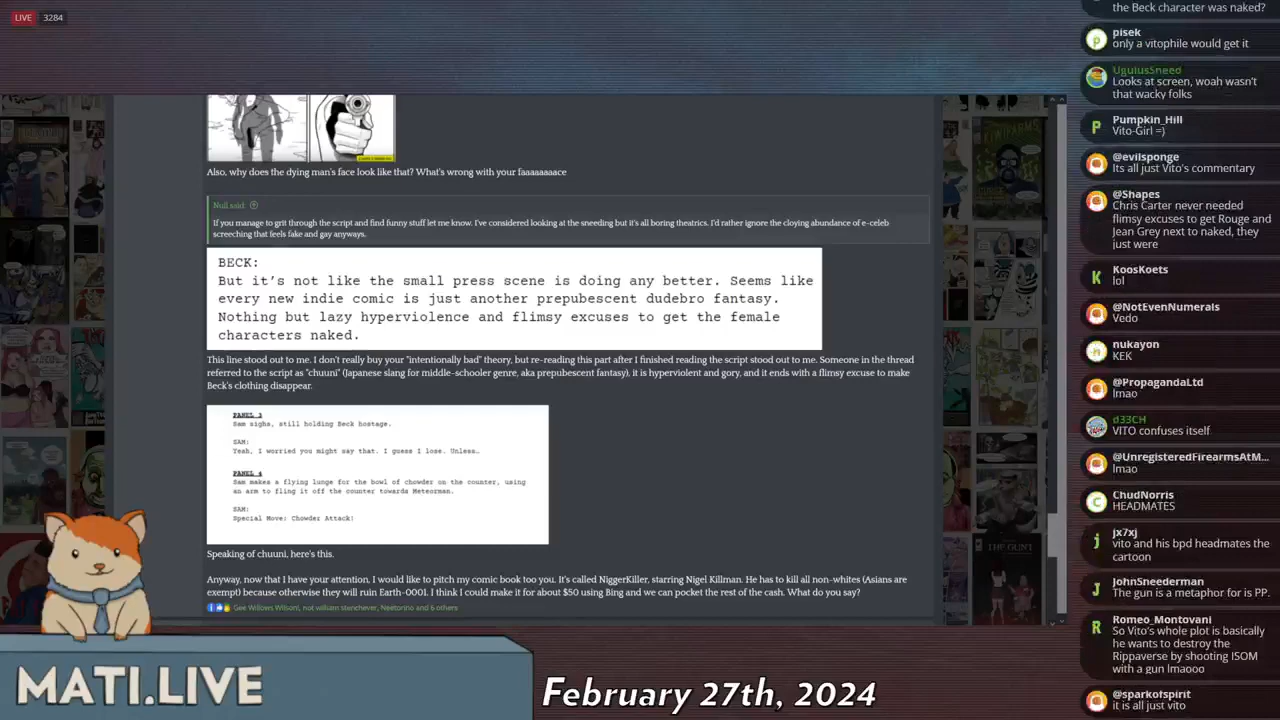 LIVE 3284
Also, why does the dying man's face look like that? What's wrong with your faaaaaaaace
Null said:
If you manage to grit through the script and find funny stuff let me know. I've considered looking at the sneeding but it's all boring theatrics. I'd rather ignore the cloying abundance of e-celeb
screeching that feels fake and gay anyways.
BECK:
But it's not like the small press scene is doing any better. Seems like
every new indie comic is just another prepubescent dudebro fantasy.
Nothing but lazy hyperviolence and flimsy excuses to get the female
characters naked.
This line stood out to me. I don't really buy your "intentionally bad" theory, but re-reading this part after I finished reading the script stood out to me. Someone in the thread
referred to the script as "chuuni" (Japanese slang for middle-schooler genre, aka prepubescent fantasy), it is hyperviolent and gory, and it ends with a flimsy excuse to make
Beck's clothing disappear.
PANEL 3
Sam sighs, still holding Beck hostage.
SAM:
Yeah, I worried you might say that. I guess I lose. Unless…
PANEL 4
Sam makes a flying lunge for the bowl of chowder on the counter, using
an arm to fling it off the counter towards Meteorman.
SAM:
Special Move: Chowder Attack!
Speaking of chuuni, here's this.
Anyway, now that I have your attention, I would like to pitch my comic book too you. It's called NiggerKiller, starring Nigel Killman. He has to kill all non-whites (Asians are
exempt) because otherwise they will ruin Earth-0001. I think I could make it for about $50 using Bing and we can pocket the rest of the cash. What do you say?
and 6 others
KIWIFARMS
THE GUNT
MATI.LIVE
February 27th, 2024
the Beck character was naked?
pisek
only a vitophile would get it
UgulusSneed
Looks at screen, woah wasn't
that wacky folks
Pumpkin_Hill
Vito-Girl =)
@evilsponge
Its all just Vito's commentary
@Shapes
Chris Carter never needed
flimsy excuses to get Rouge and
Jean Grey next to naked, they
just were
KoosKoets
lol
@NotEvenNumerals
Vedo
nukayon
KEK
@PropagandaLtd
lmao
d33CH
VITO confuses itself
@UnregisteredFirearmsAtM...
lmao
ChudNorris
HEADMATES
jx7xj
vito and his bpd headmates the
cartoon
JohnSneederman
The gun is a metaphor for is PP.
Romeo_Montovani
So Vito's whole plot is basically
he wants to destroy the
Rippaverse by shooting ISOM
with a gun lmaooo
@sparkofspirit
it is all just vito